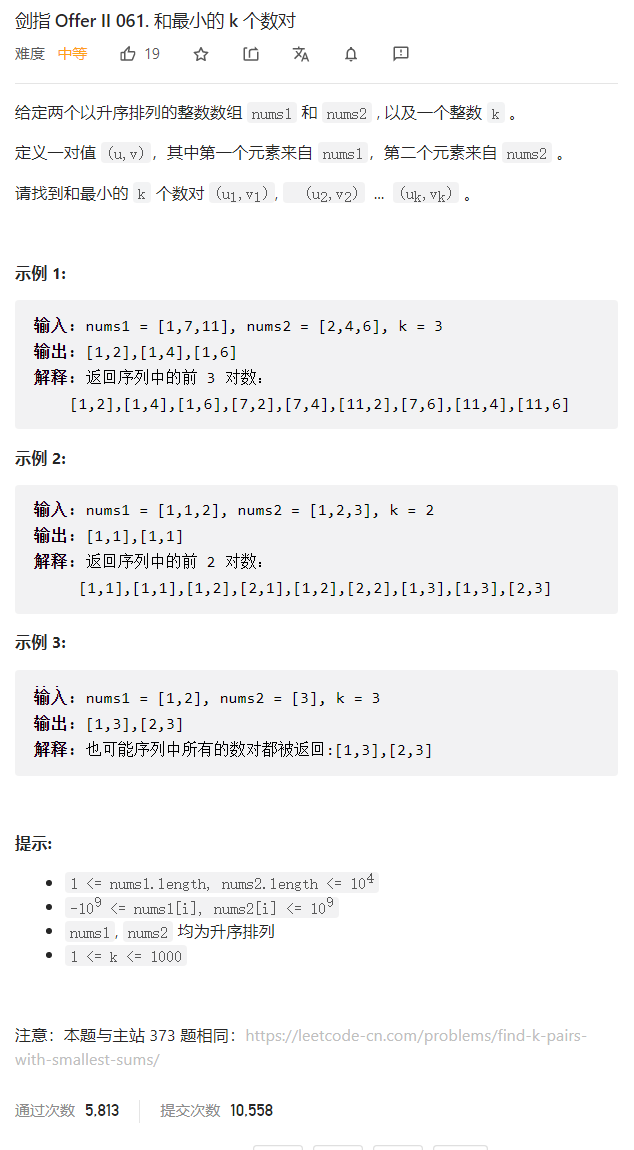 剑指 Offer II 061. 和最小的 k 个数对
难度 中等 19
给定两个以升序排列的整数数组 nums1 和 nums2 , 以及一个整数 k 。
定义一对值 (u,v)，其中第一个元素来自 nums1，第二个元素来自 nums2 。
请找到和最小的 k 个数对 (u1,v1), (u2,v2) ... (uk,vk) 。
示例 1:
输入: nums1 = [1,7,11], nums2 = [2,4,6], k = 3
输出: [1,2],[1,4],[1,6]
解释: 返回序列中的前 3 对数:
[1,2],[1,4],[1,6],[7,2],[7,4],[11,2],[7,6],[11,4],[11,6]
示例 2:
输入: nums1 = [1,1,2], nums2 = [1,2,3], k = 2
输出: [1,1],[1,1]
解释: 返回序列中的前 2 对数:
[1,1],[1,1],[1,2],[2,1],[1,2],[2,2],[1,3],[1,3],[2,3]
示例 3:
输入: nums1 = [1,2], nums2 = [3], k = 3
输出: [1,3],[2,3]
解释: 也可能序列中所有的数对都被返回:[1,3],[2,3]
提示:
1 <= nums1.length, nums2.length <= 10^4
-10^9 <= nums1[i], nums2[i] <= 10^9
nums1, nums2 均为升序排列
1 <= k <= 1000
注意：本题与主站 373 题相同：https://leetcode-cn.com/problems/find-k-pairs-
with-smallest-sums/
通过次数 5,813 提交次数 10,558